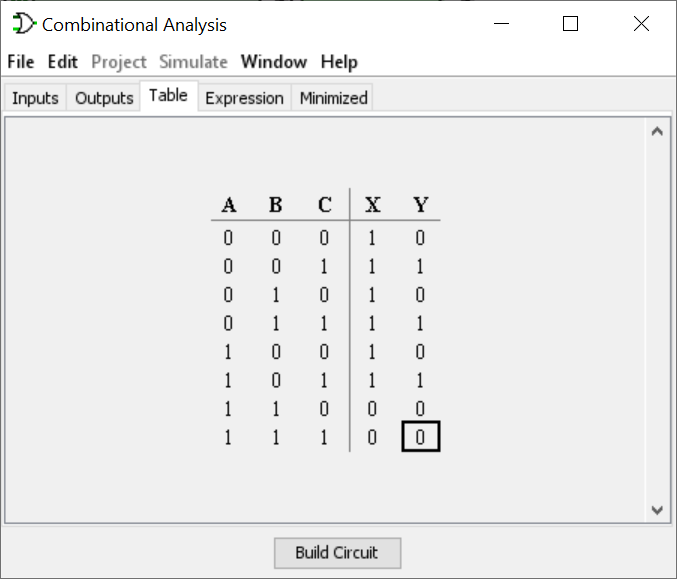 Combinational Analysis
File Edit Project Simulate Window Help
Inputs Outputs Table Expression Minimized
A B C X Y
0 0 0 1 0
0 0 1 1 1
0 1 0 1 0
0 1 1 1 1
1 0 0 1 0
1 0 1 1 1
1 1 0 0 0
1 1 1 0 0
Build Circuit